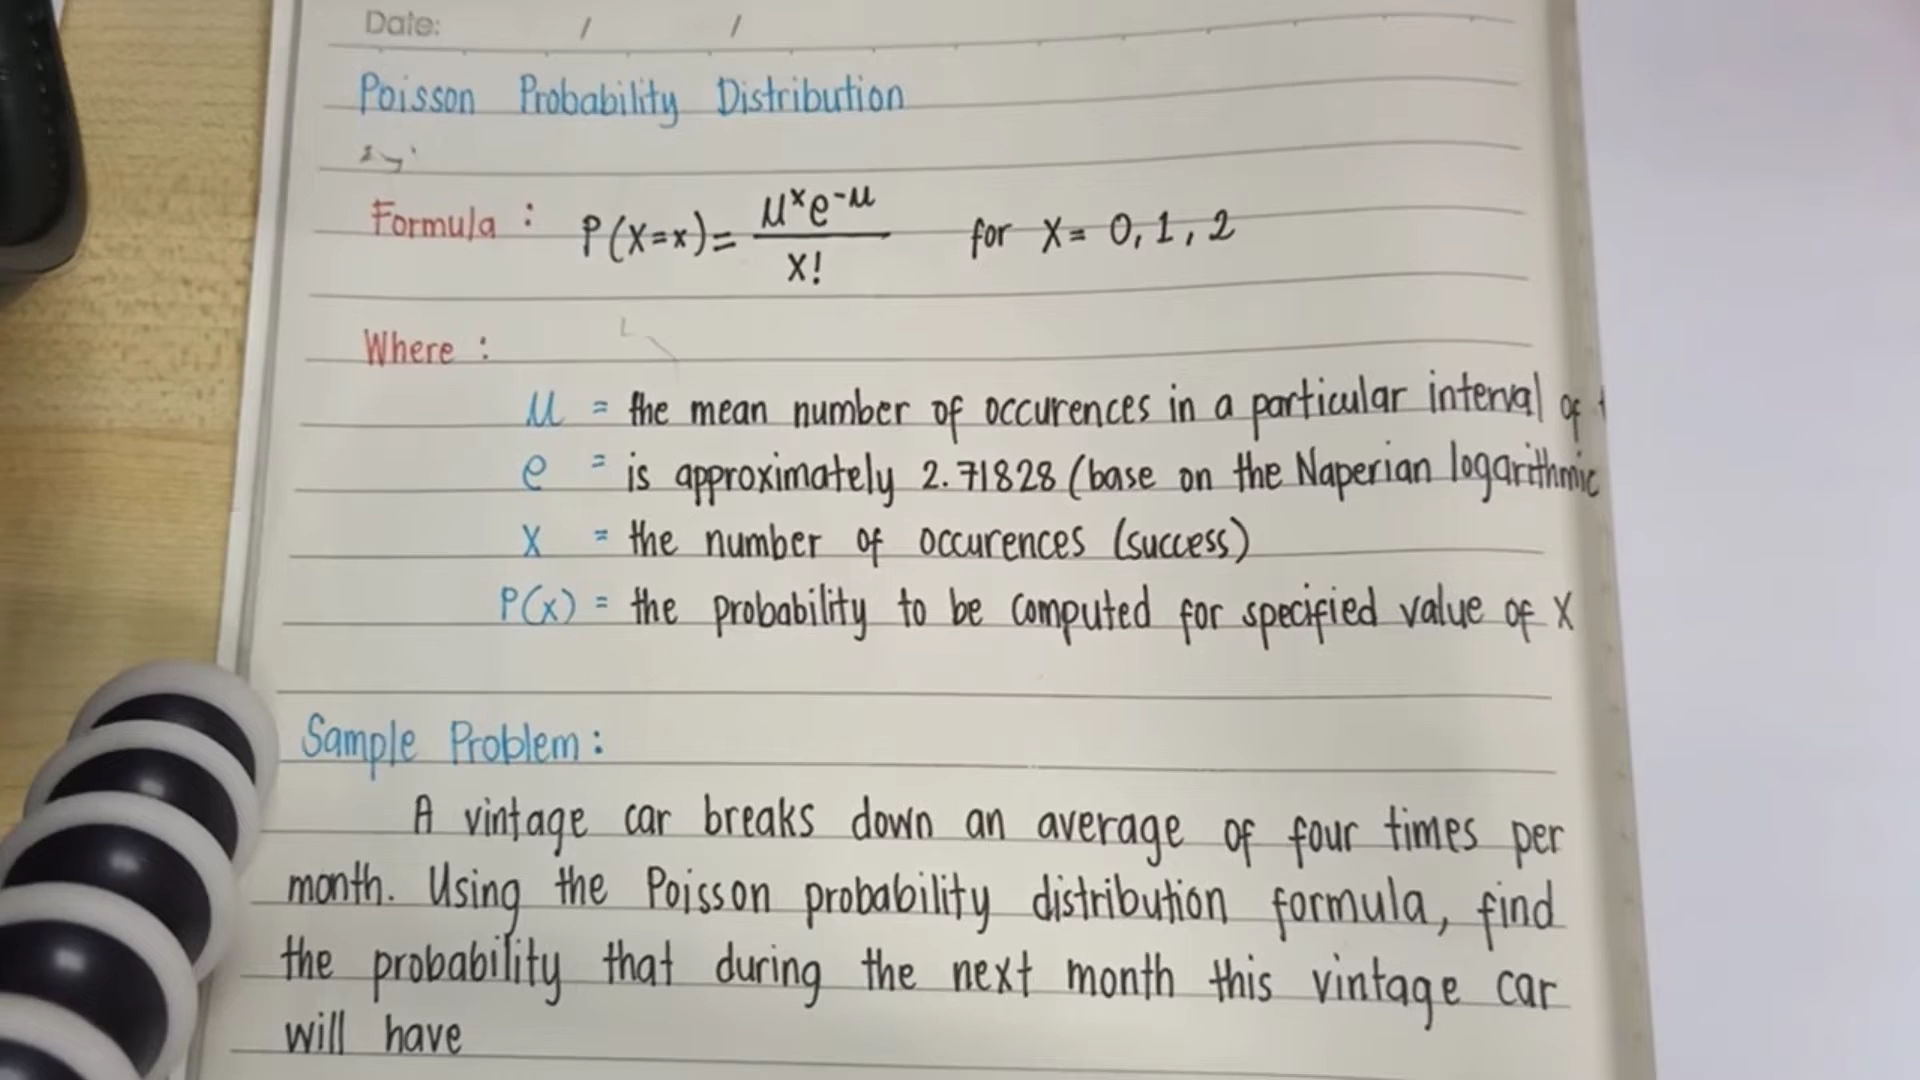 Date: / /
Poisson Probability Distribution
Formula : P(X=x) = μˣe⁻ᵘ / x! for X = 0, 1, 2
Where :
μ = the mean number of occurences in a particular interval of
e = is approximately 2.71828 (base on the Naperian logarithmic
X = the number of occurences (success)
P(x) = the probability to be computed for specified value of X
Sample Problem :
A vintage car breaks down an average of four times per
month. Using the Poisson probability distribution formula, find
the probability that during the next month this vintage car
will have